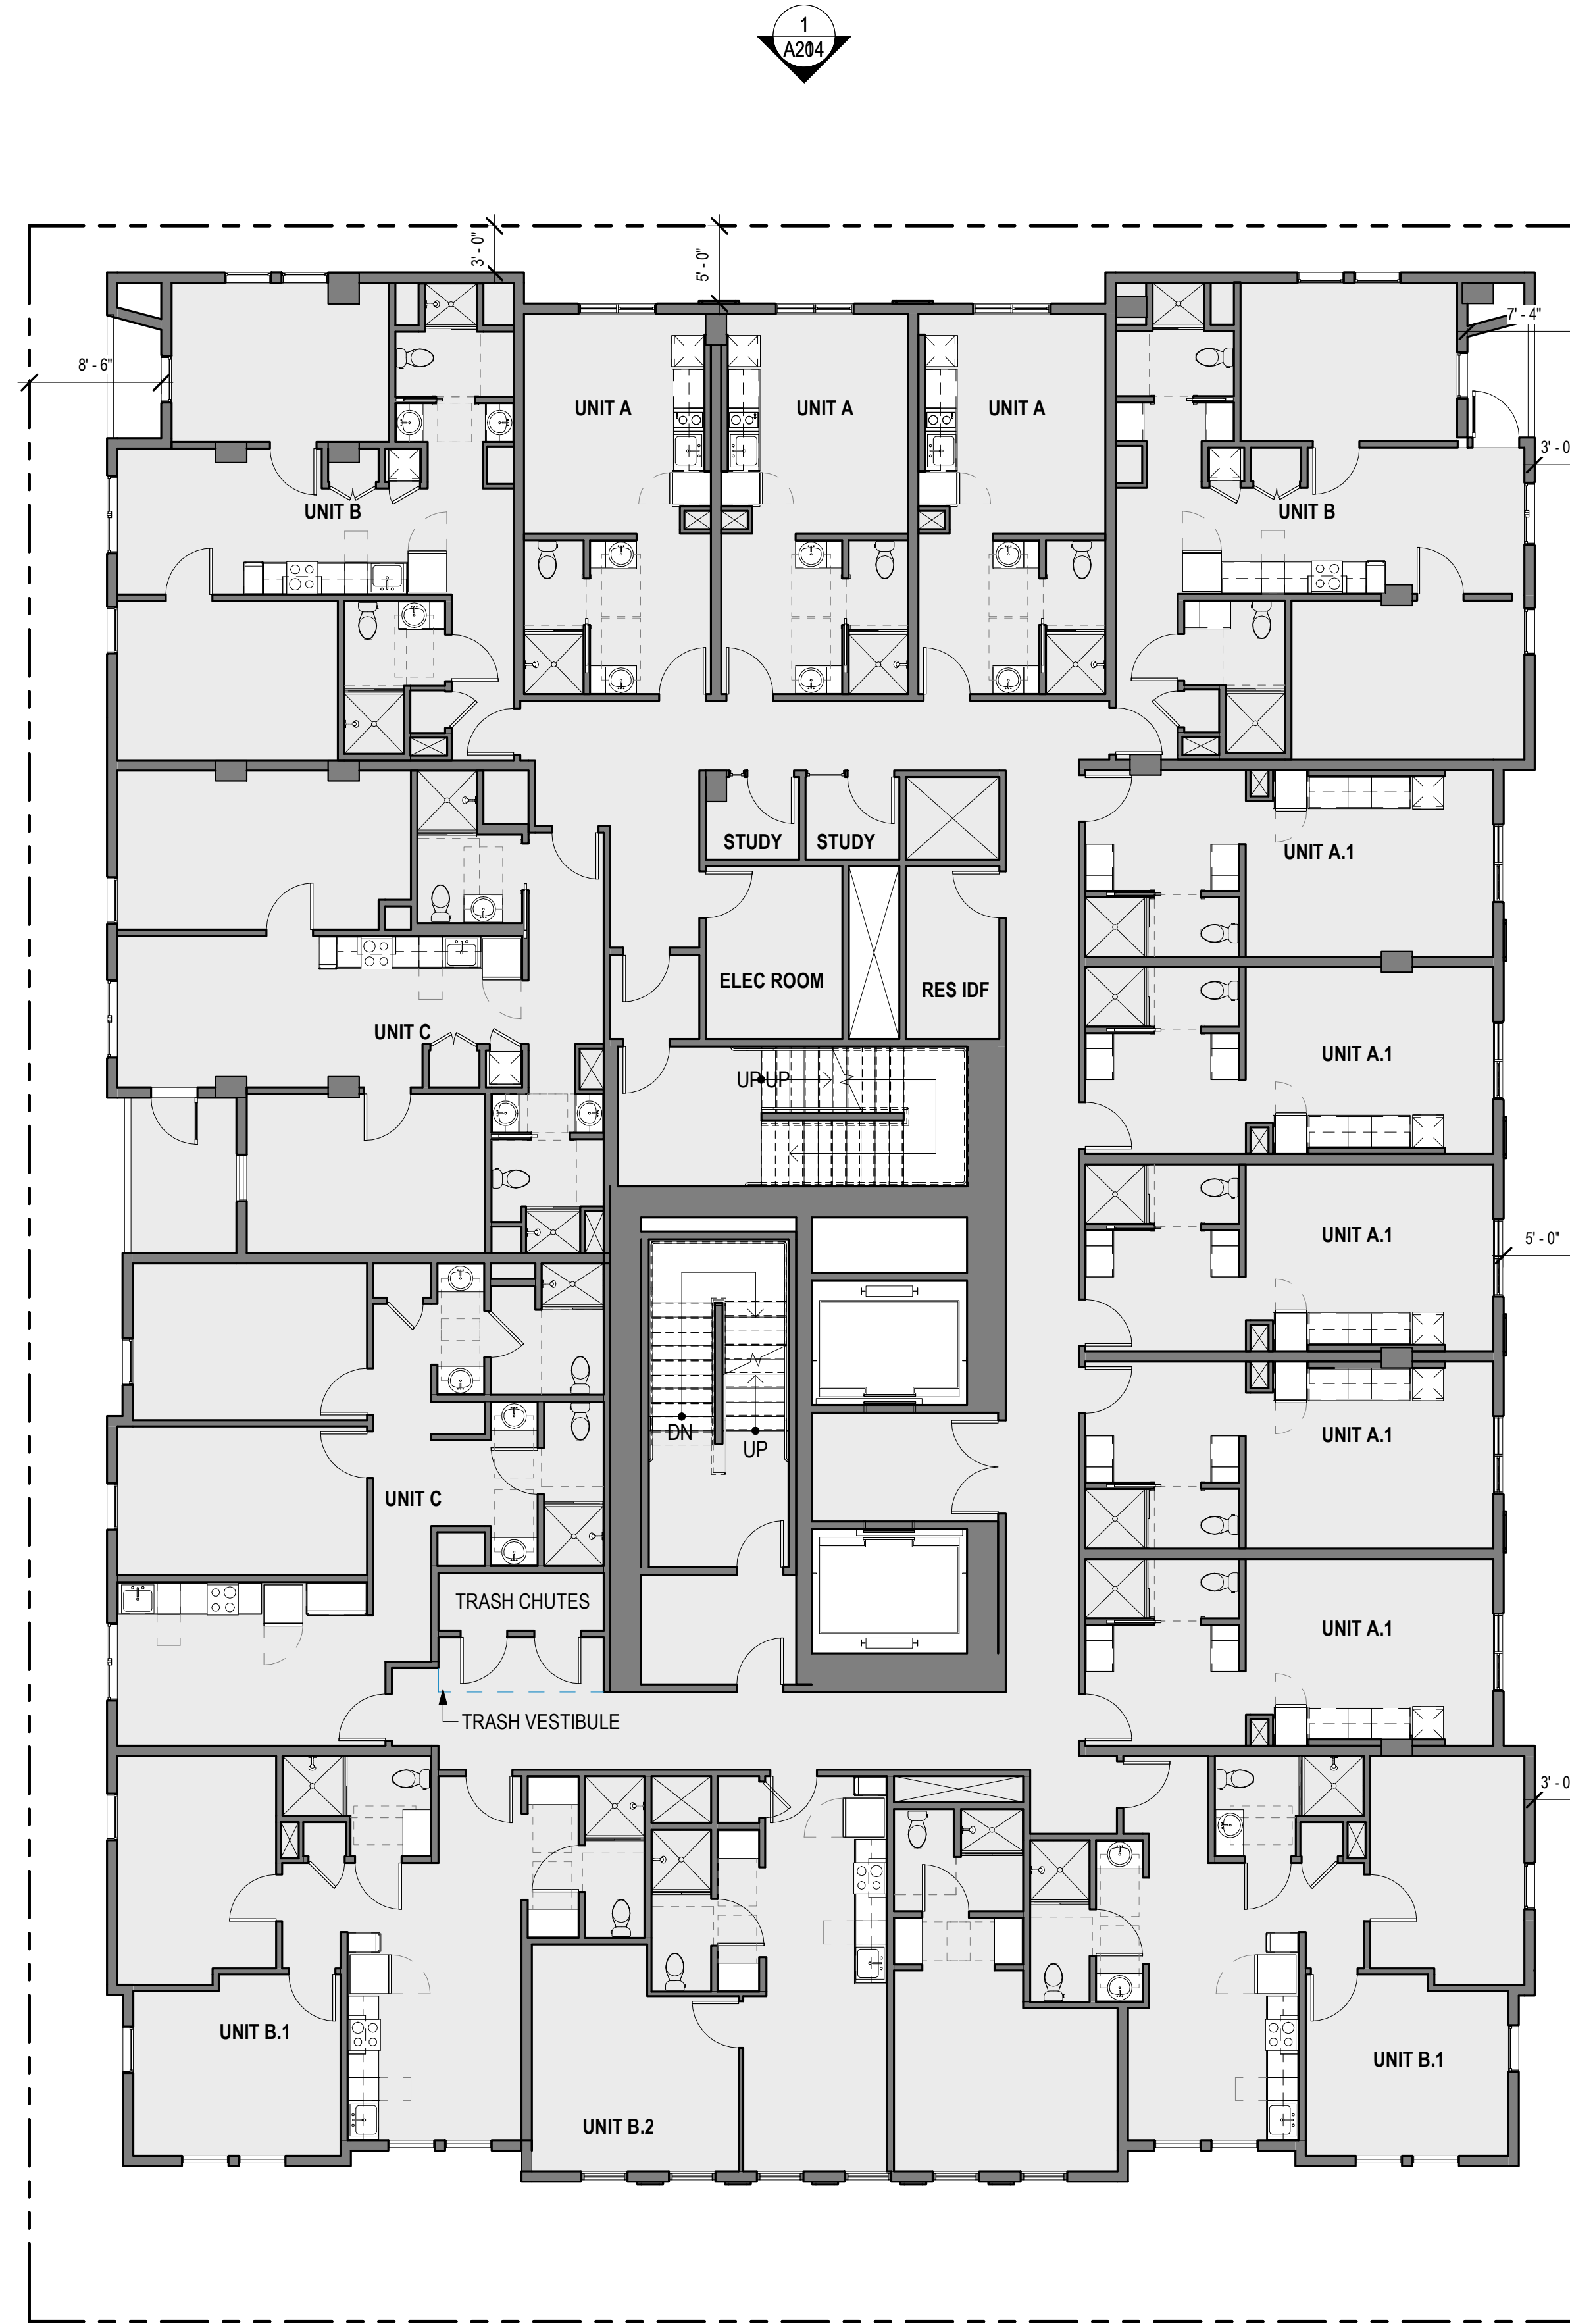 1
A204
3' - 0"
5' - 0"
7' - 4"
8' - 6"
UNIT A
UNIT A
UNIT A
3' - 0
UNIT B
UNIT B
STUDY
STUDY
UNIT A.1
ELEC ROOM
RES IDF
UNIT C
UNIT A.1
UP UP
UNIT A.1
5' - 0"
DN
UP
UNIT A.1
UNIT C
TRASH CHUTES
UNIT A.1
TRASH VESTIBULE
3' - 0
UNIT B.1
UNIT B.1
UNIT B.2